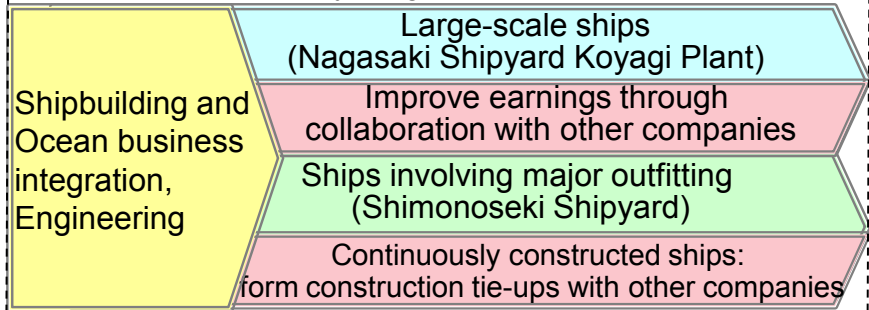 Shipbuilding and
Ocean business
integration,
Engineering
Large-scale ships
(Nagasaki Shipyard Koyagi Plant)
Improve earnings through
collaboration with other companies
Ships involving major outfitting
(Shimonoseki Shipyard)
Continuously constructed ships:
form construction tie-ups with other companies